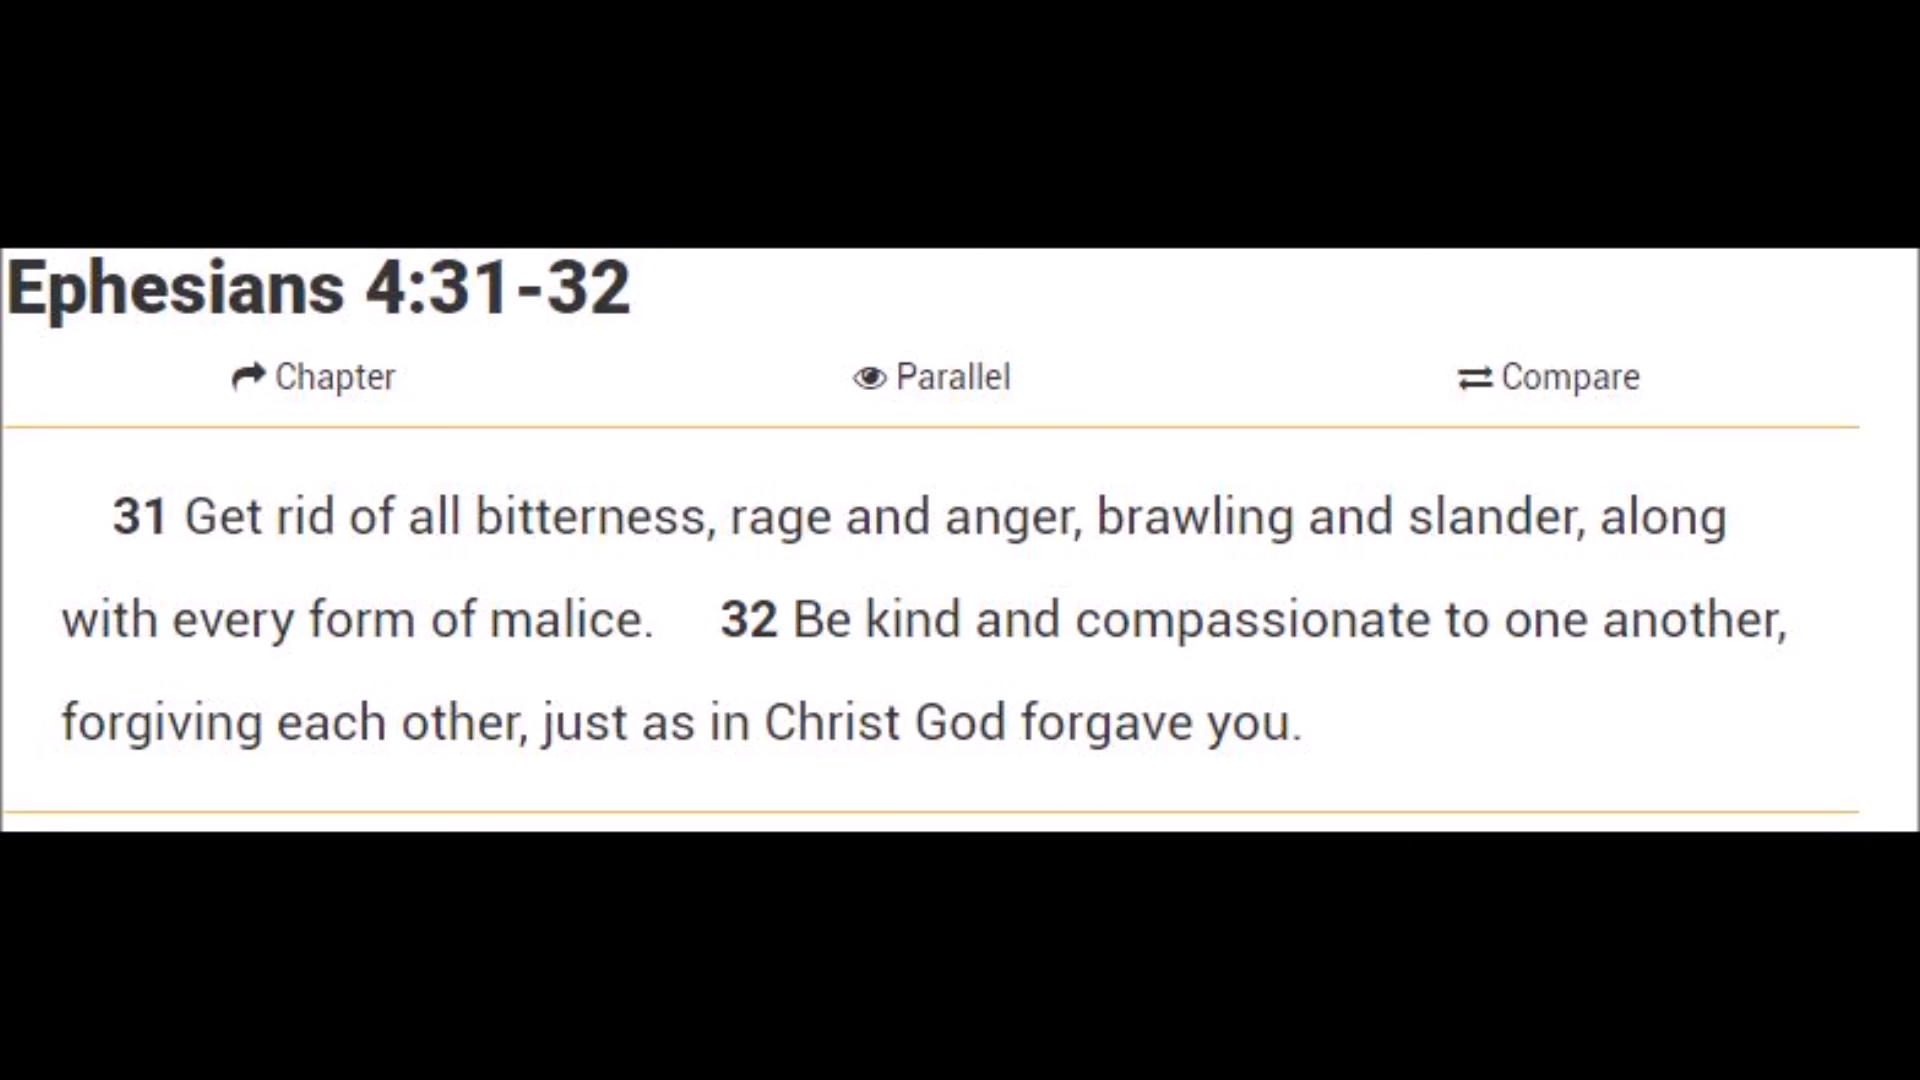 Ephesians 4:31-32
Chapter Parallel Compare
31 Get rid of all bitterness, rage and anger, brawling and slander, along
with every form of malice. 32 Be kind and compassionate to one another,
forgiving each other, just as in Christ God forgave you.